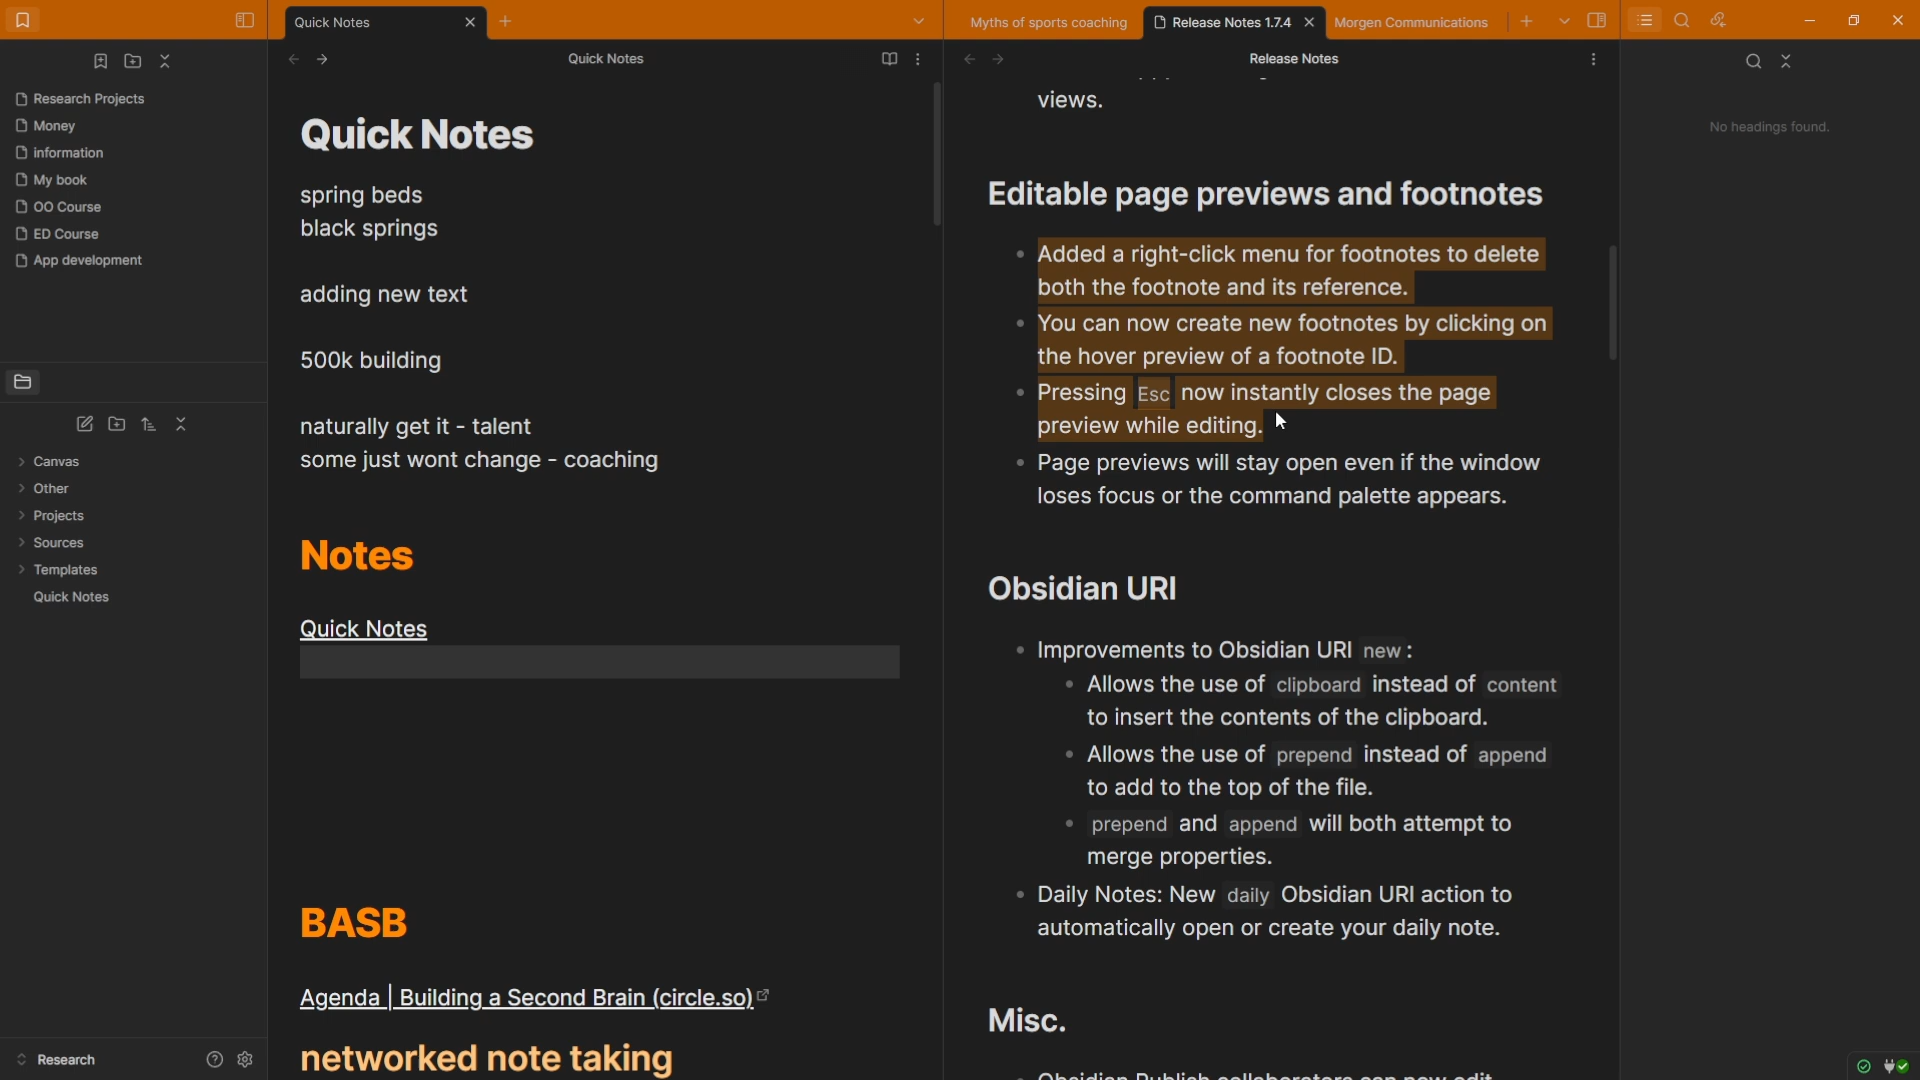 Quick Notes
Myths of sports coaching
Release Notes 1.7.4
Morgen Communications
Research Projects
Money
information
My book
OO Course
ED Course
App development
Canvas
Other
Projects
Sources
Templates
Quick Notes
Research
Quick Notes
Quick Notes
spring beds
black springs
adding new text
500k building
naturally get it - talent
some just wont change - coaching
Notes
Quick Notes
BASB
Agenda | Building a Second Brain (circle.so)
networked note taking
Release Notes
views.
Editable page previews and footnotes
Added a right-click menu for footnotes to delete
both the footnote and its reference.
You can now create new footnotes by clicking on
the hover preview of a footnote ID.
Pressing Esc now instantly closes the page
preview while editing.
Page previews will stay open even if the window
loses focus or the command palette appears.
Obsidian URI
Improvements to Obsidian URI new :
Allows the use of clipboard instead of content
to insert the contents of the clipboard.
Allows the use of prepend instead of append
to add to the top of the file.
prepend and append will both attempt to
merge properties.
Daily Notes: New daily Obsidian URI action to
automatically open or create your daily note.
Misc.
Obsidian Publish collaborators can now edit
No headings found.